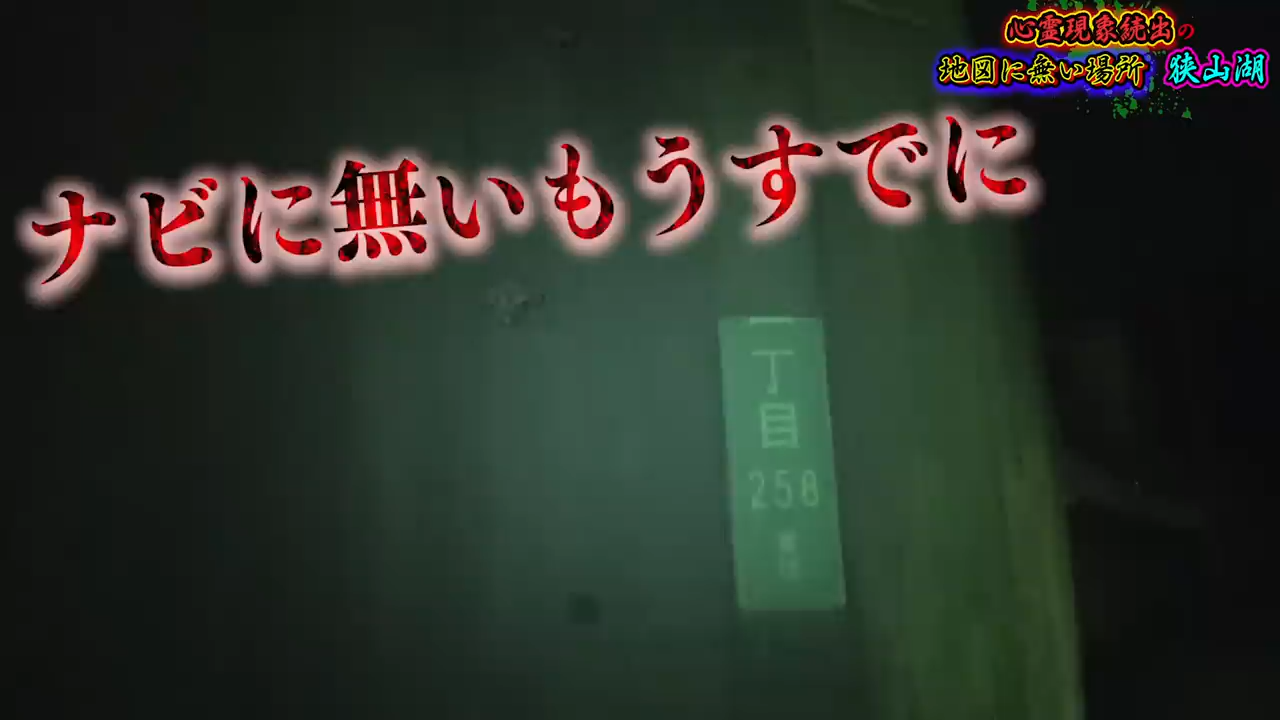 心霊現象続出の
地図に無い場所 狭山湖
ナビに無いもうすでに
丁目
258